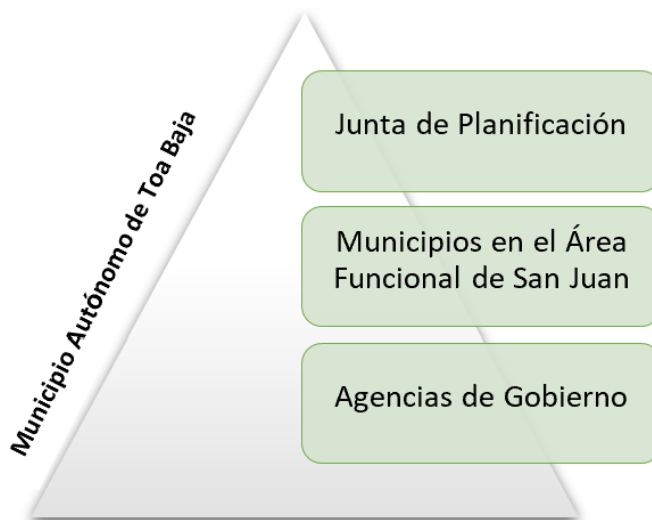 Municipio Autónomo de Toa Baja
Junta de Planificación
Municipios en el Área
Funcional de San Juan
Agencias de Gobierno